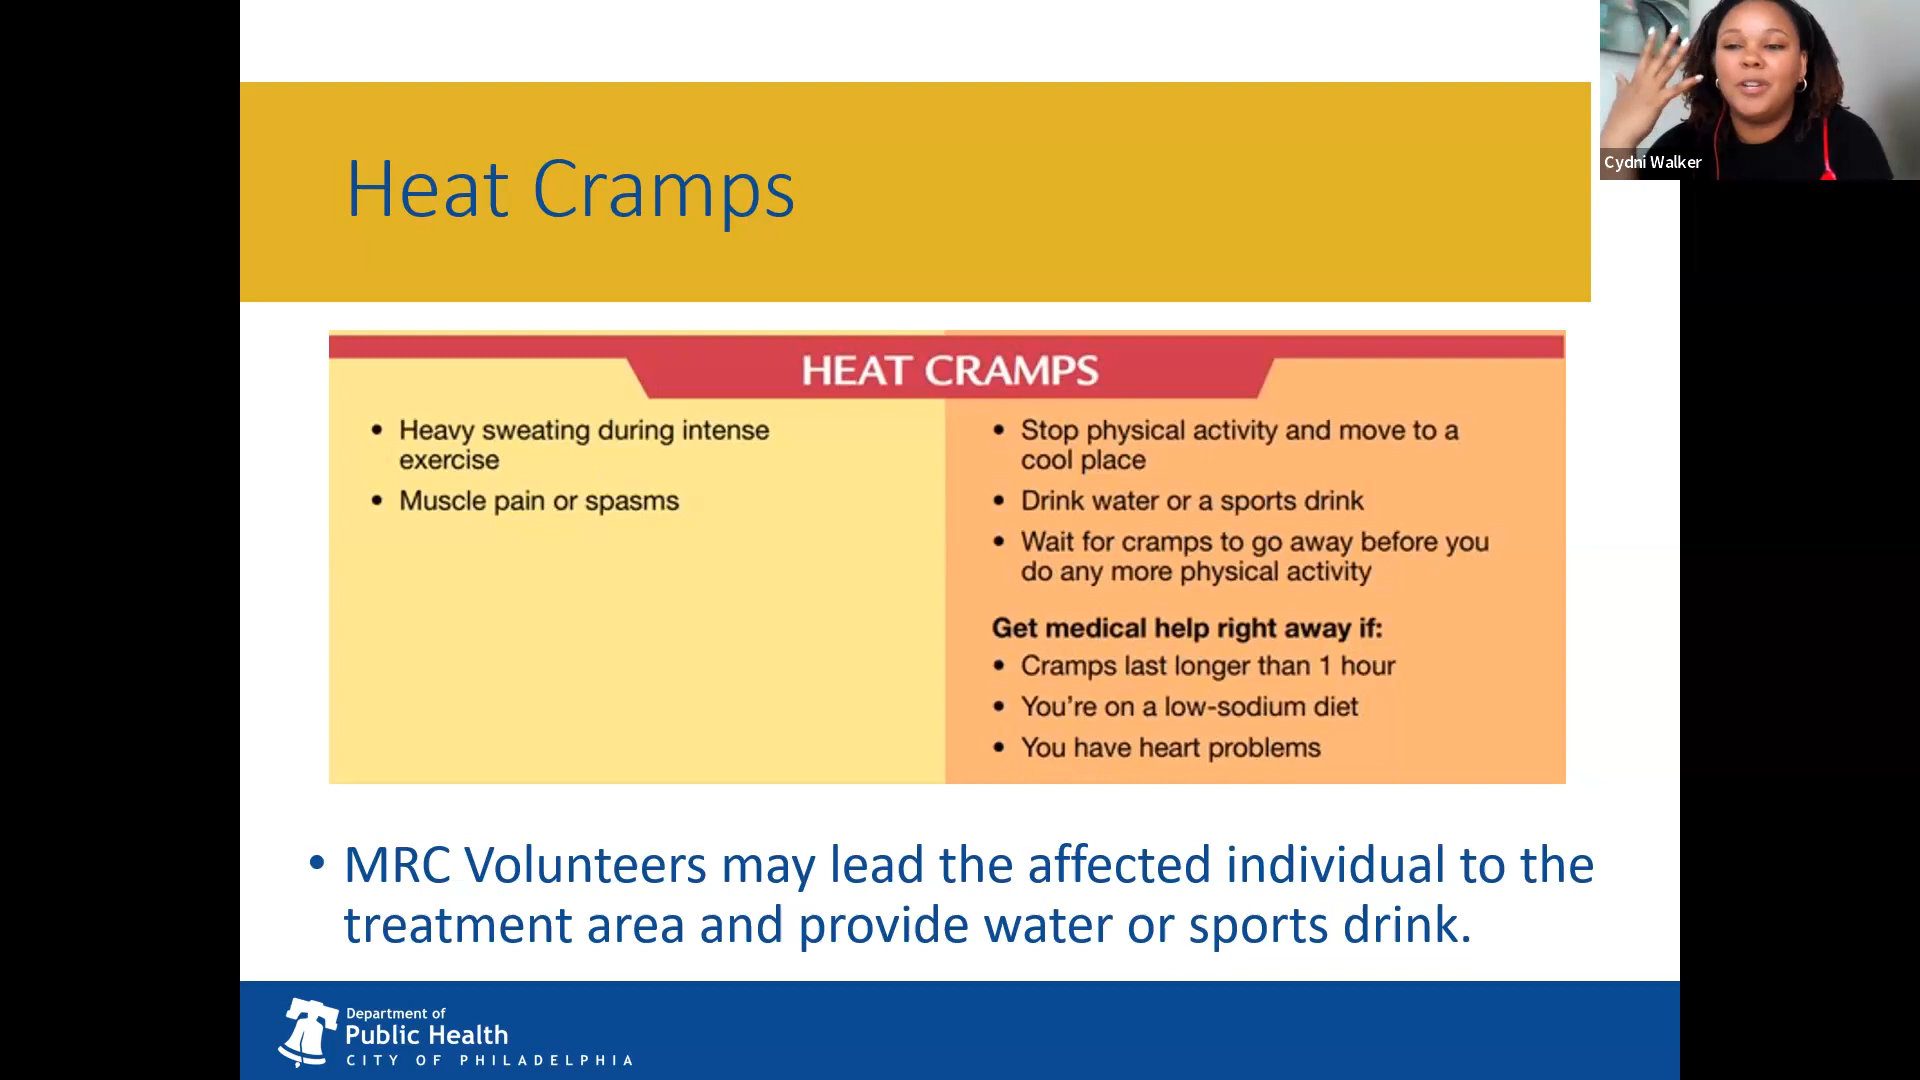 Heat Cramps
Cydni Walker
HEAT CRAMPS
• Heavy sweating during intense
exercise
• Muscle pain or spasms
• Stop physical activity and move to a
cool place
• Drink water or a sports drink
• Wait for cramps to go away before you
do any more physical activity
Get medical help right away if:
• Cramps last longer than 1 hour
• You're on a low-sodium diet
• You have heart problems
• MRC Volunteers may lead the affected individual to the
treatment area and provide water or sports drink.
Department of
Public Health
CITY OF PHILADELPHIA